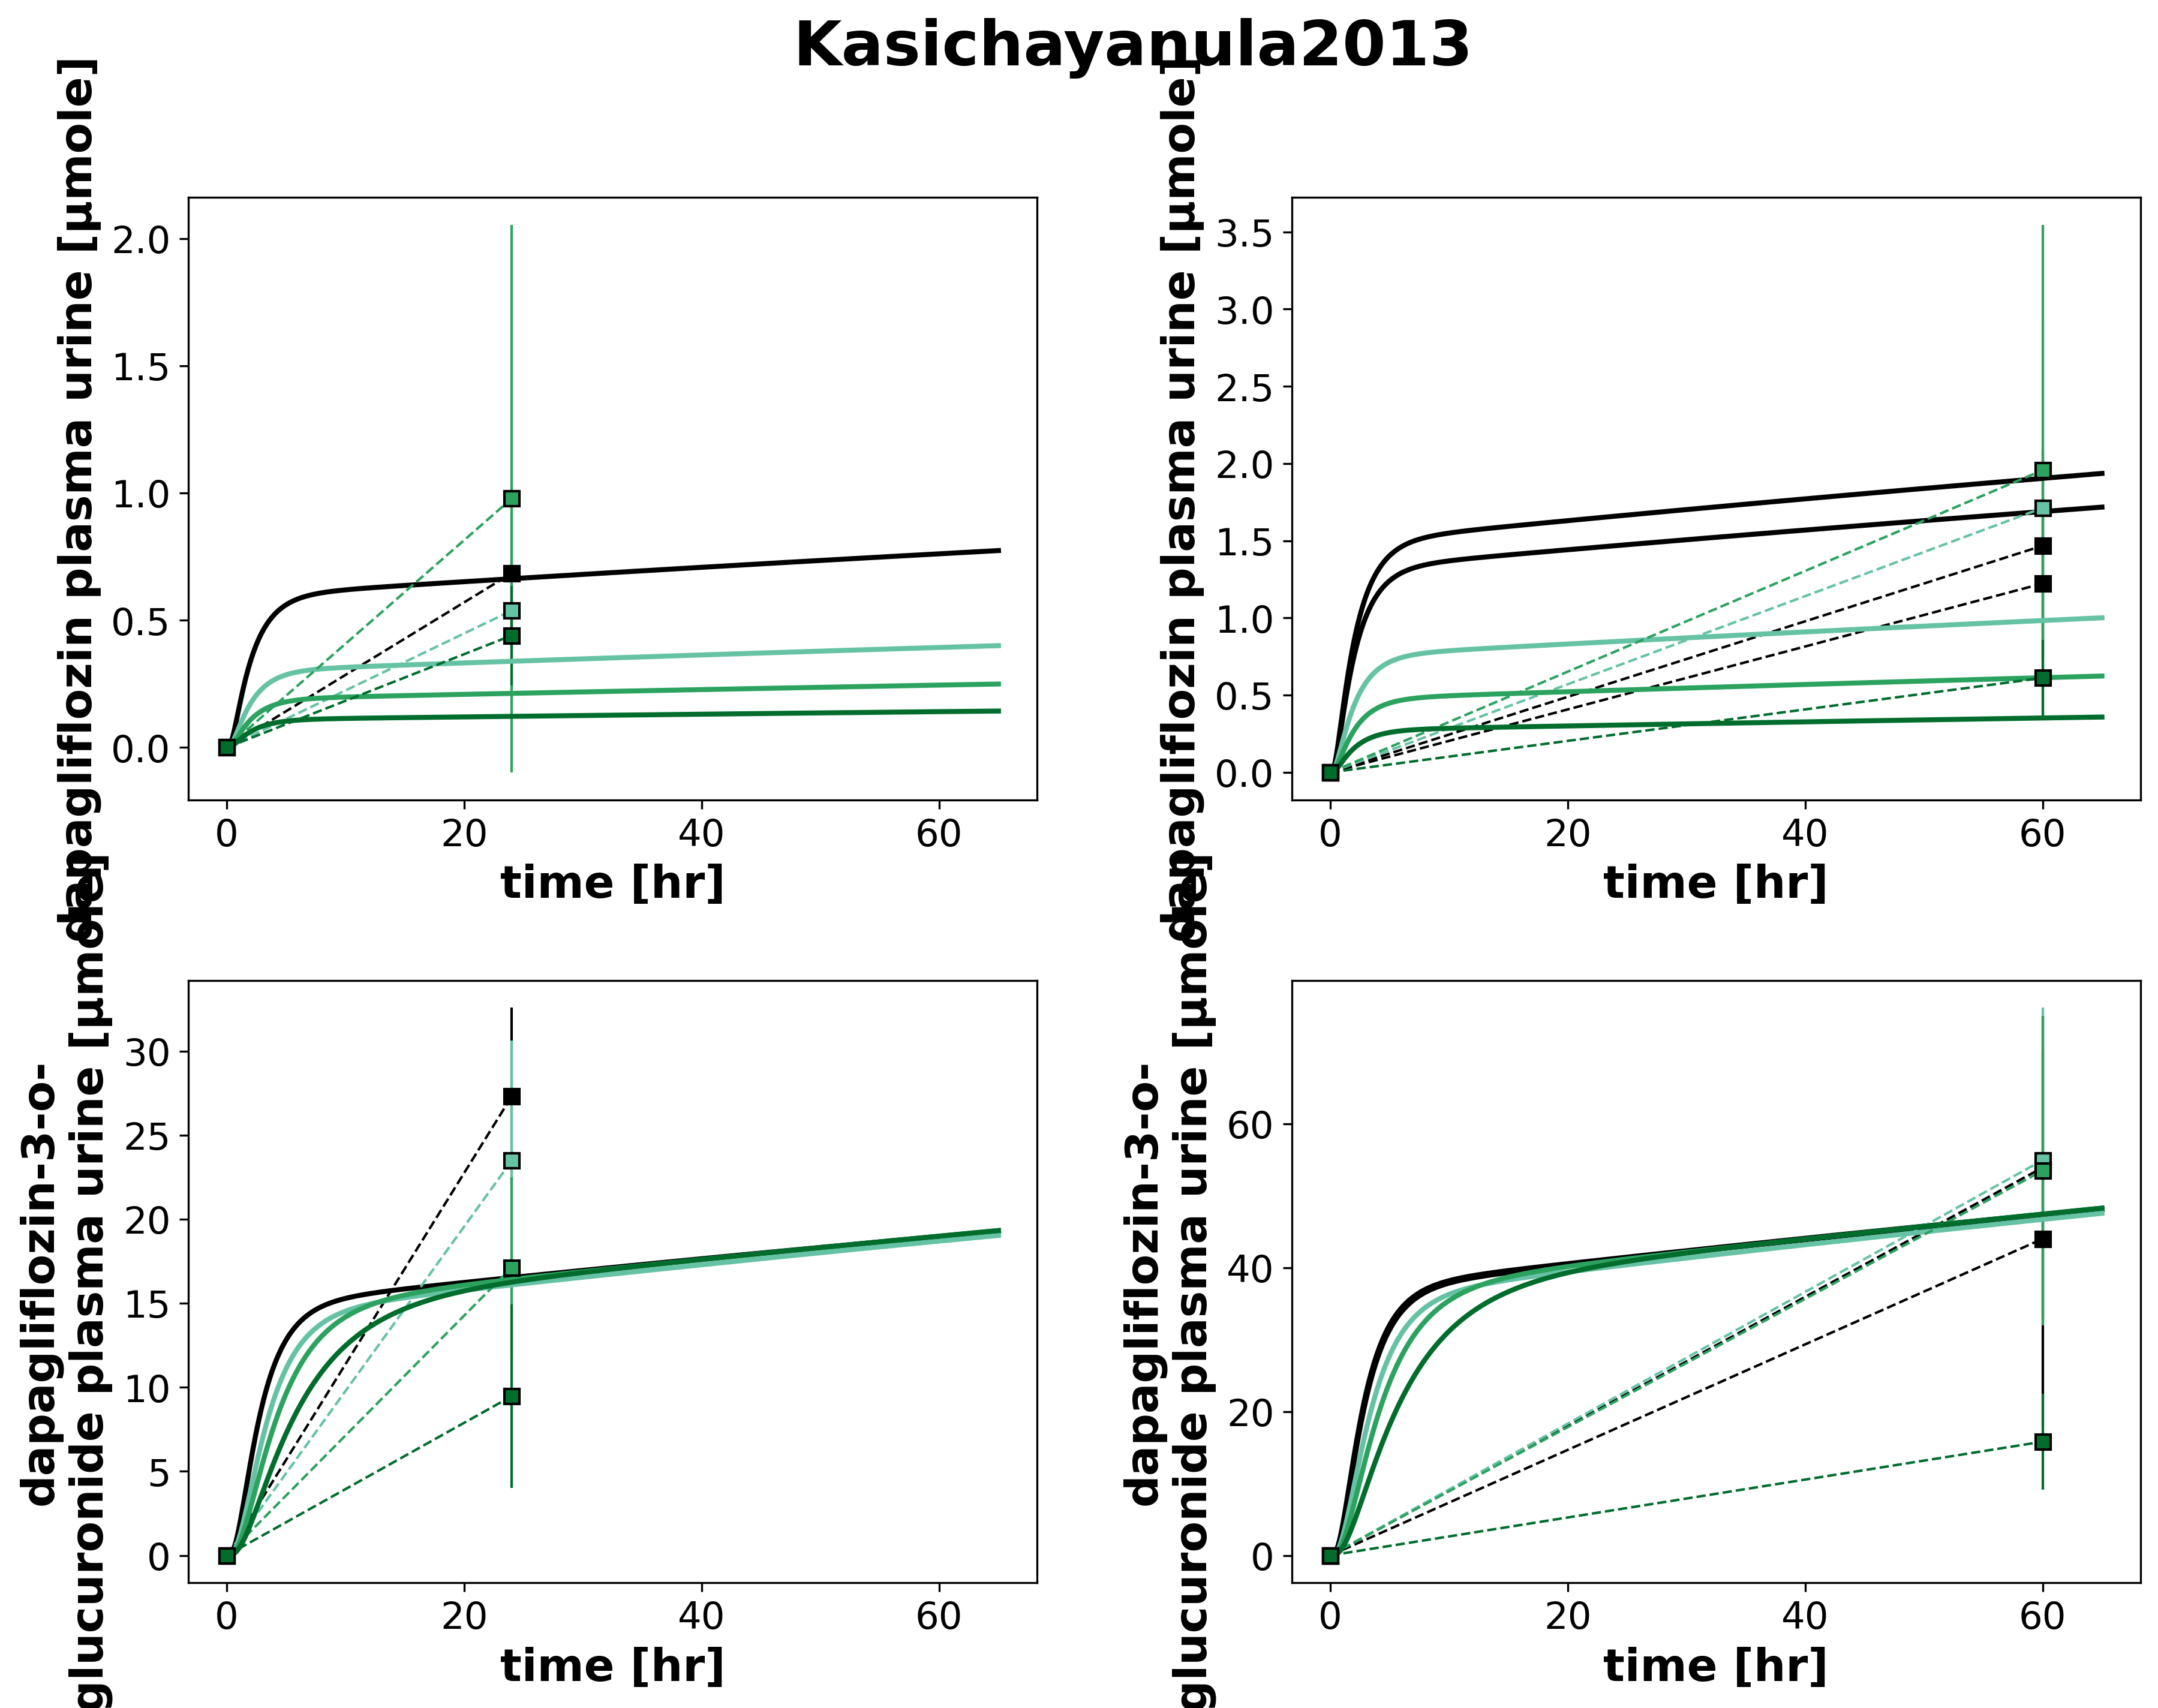 Kasichayanula2013
dapagliflozin plasma urine [µmole]
2.0
1.5
1.0
0.5
0.0
0 20 40 60
time [hr]
dapagliflozin plasma urine [µmole]
3.5
3.0
2.5
2.0
1.5
1.0
0.5
0.0
0 20 40 60
time [hr]
dapagliflozin-3-o-
glucuronide plasma urine [µmole]
30
25
20
15
10
5
0
0 20 40 60
time [hr]
dapagliflozin-3-o-
glucuronide plasma urine [µmole]
60
40
20
0
0 20 40 60
time [hr]